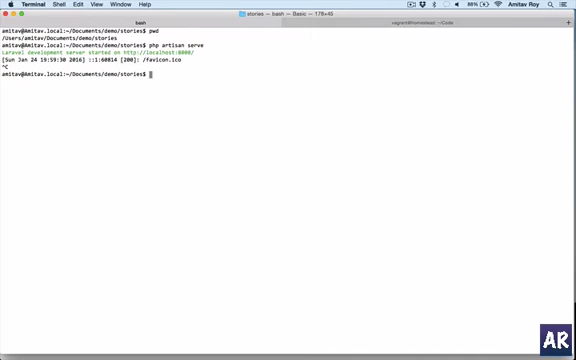 Terminal Shell Edit View Window Help 88% Amitav Roy
stories — bash — Basic — 178×45
bash vagrant@homestead: ~/Code
amitav@Amitav.local:~/Documents/demo/stories$ pwd
/Users/amitav/Documents/demo/stories
amitav@Amitav.local:~/Documents/demo/stories$ php artisan serve
Laravel development server started on http://localhost:8000/
[Sun Jan 24 19:59:30 2016] ::1:60814 [200]: /favicon.ico
^C
amitav@Amitav.local:~/Documents/demo/stories$
AR